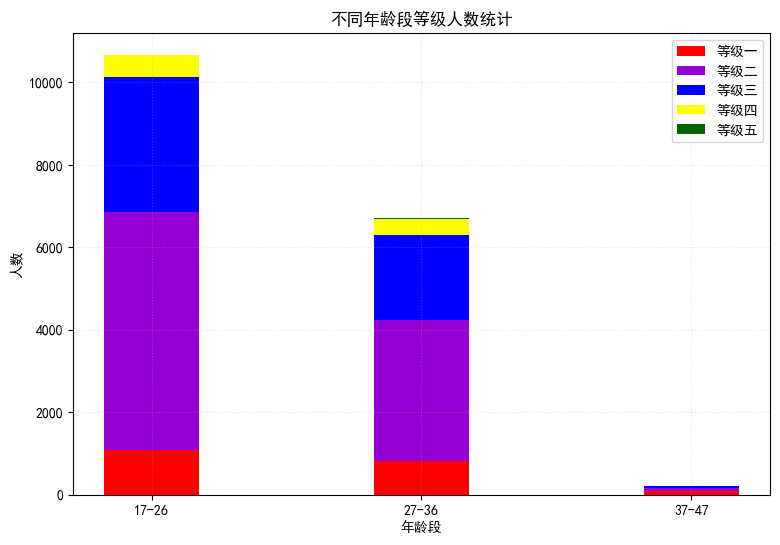 不同年龄段等级人数统计
等级一
等级二
等级三
等级四
等级五
人数
10000
8000
6000
4000
2000
0
17-26
27-36
37-47
年龄段